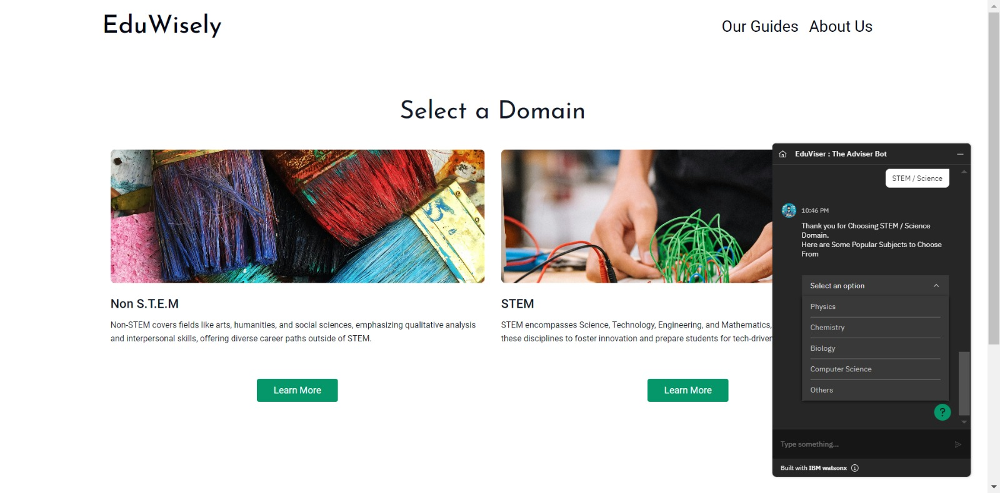 EduWisely
Our Guides About Us
Select a Domain
Non S.T.E.M
Non-STEM covers fields like arts, humanities, and social sciences, emphasizing qualitative analysis
and interpersonal skills, offering diverse career paths outside of STEM.
Learn More
STEM
STEM encompasses Science, Technology, Engineering, and Mathematics,
these disciplines to foster innovation and prepare students for tech-driven
Learn More
EduViser : The Adviser Bot
STEM / Science
10:46 PM
Thank you for Choosing STEM / Science
Domain.
Here are Some Popular Subjects to Choose
From
Select an option
Physics
Chemistry
Biology
Computer Science
Others
?
Type something...
Built with IBM watsonx